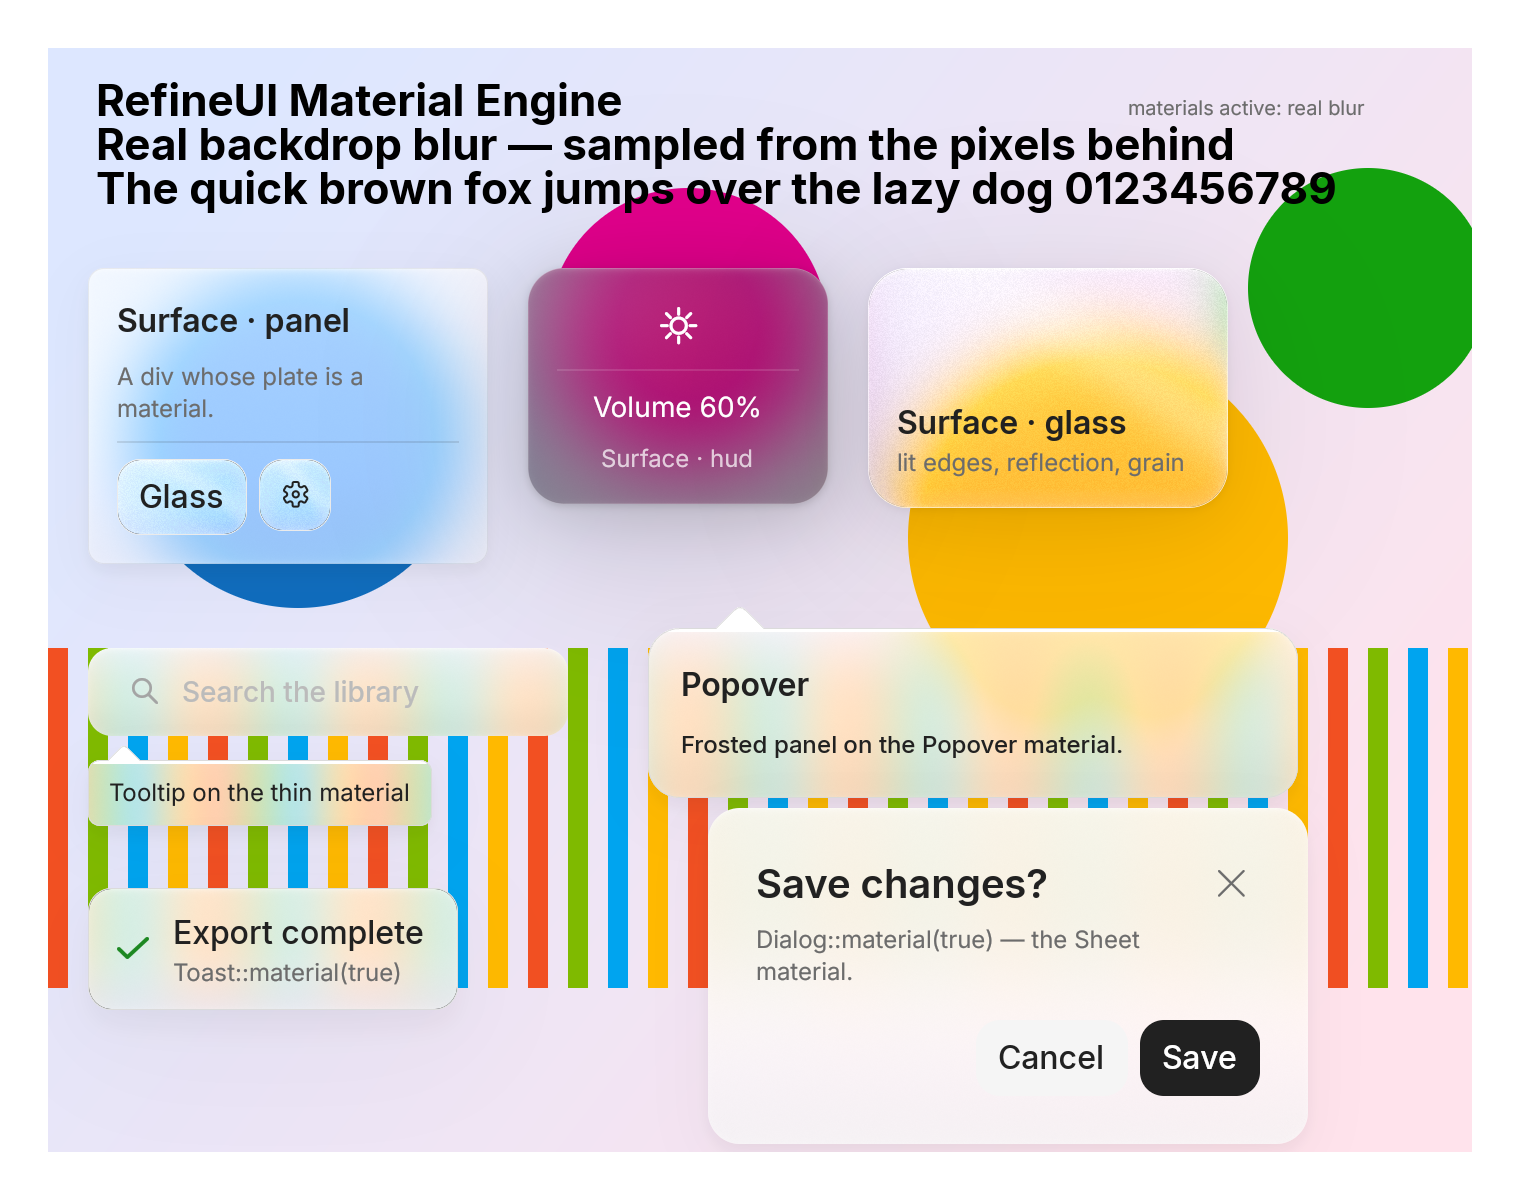 RefineUI Material Engine
materials active: real blur
Real backdrop blur — sampled from the pixels behind
The quick brown fox jumps over the lazy dog 0123456789
Surface · panel
A div whose plate is a
material.
Glass
Volume 60%
Surface · hud
Surface · glass
lit edges, reflection, grain
Search the library
Tooltip on the thin material
Export complete
Toast::material(true)
Popover
Frosted panel on the Popover material.
Save changes?
Dialog::material(true) — the Sheet
material.
Cancel
Save